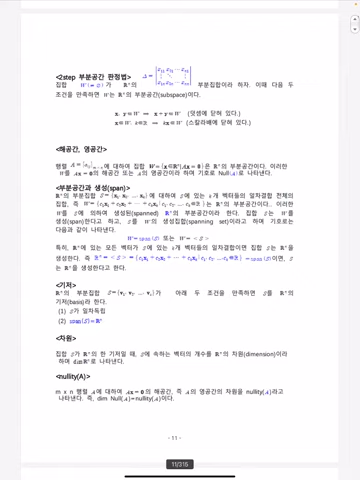 <2step 부분공간 판정법>
집합 W(≠∅)가 Rⁿ의 부분집합이라 하자. 이때 다음 두
조건을 만족하면 W는 Rⁿ의 부분공간(subspace)이다.
x, y∈W ⟹ x+y∈W (덧셈에 닫혀 있다.)
x∈W, k∈R ⟹ kx∈W (스칼라배에 닫혀 있다.)
<해공간, 영공간>
행렬 에 대하여 집합 W={x∈Rⁿ|Ax=0}은 Rⁿ의 부분공간이다. 이러한
W를 Ax=0의 해공간 또는 A의 영공간이라 하며 기호로 Null(A)로 나타낸다.
<부분공간과 생성(span)>
Rⁿ의 부분집합 S={x₁, x₂, ⋯, xₖ}에 대하여 S에 있는 k개 벡터들의 일차결합 전체의
집합, 즉 W={c₁x₁+c₂x₂+⋯+cₖxₖ|c₁, c₂, ⋯, cₖ∈R}는 Rⁿ의 부분공간이다. 이러한
W를 S에 의하여 생성된(spanned) Rⁿ의 부분공간이라 한다. 집합 S는 W를
생성(span)한다고 하고, S를 W의 생성집합(spanning set)이라고 하며 기호로는
다음과 같이 나타낸다.
W=span(S) 또는 W=<S>
특히, Rⁿ에 있는 모든 벡터가 S에 있는 k개 벡터들의 일차결합이면 집합 S는 Rⁿ을
생성한다. 즉 Rⁿ=<S>={c₁x₁+c₂x₂+⋯+cₖxₖ|c₁, c₂, ⋯, cₖ∈R}=span(S)이면, S
는 Rⁿ을 생성한다고 한다.
<기저>
Rⁿ의 부분집합 S={v₁, v₂, ⋯, vₙ}가 아래 두 조건을 만족하면 S를 Rⁿ의
기저(basis)라 한다.
(1) S가 일차독립
(2) span(S)=Rⁿ
<차원>
집합 S가 Rⁿ의 한 기저일 때, S에 속하는 벡터의 개수를 Rⁿ의 차원(dimension)이라
하며 dimRⁿ로 나타낸다.
<nullity(A)>
m x n 행렬 A에 대하여 Ax=0의 해공간, 즉 A의 영공간의 차원을 nullity(A)라고
나타낸다. 즉, dim Null(A)=nullity(A)이다.
- 11 -
11/315